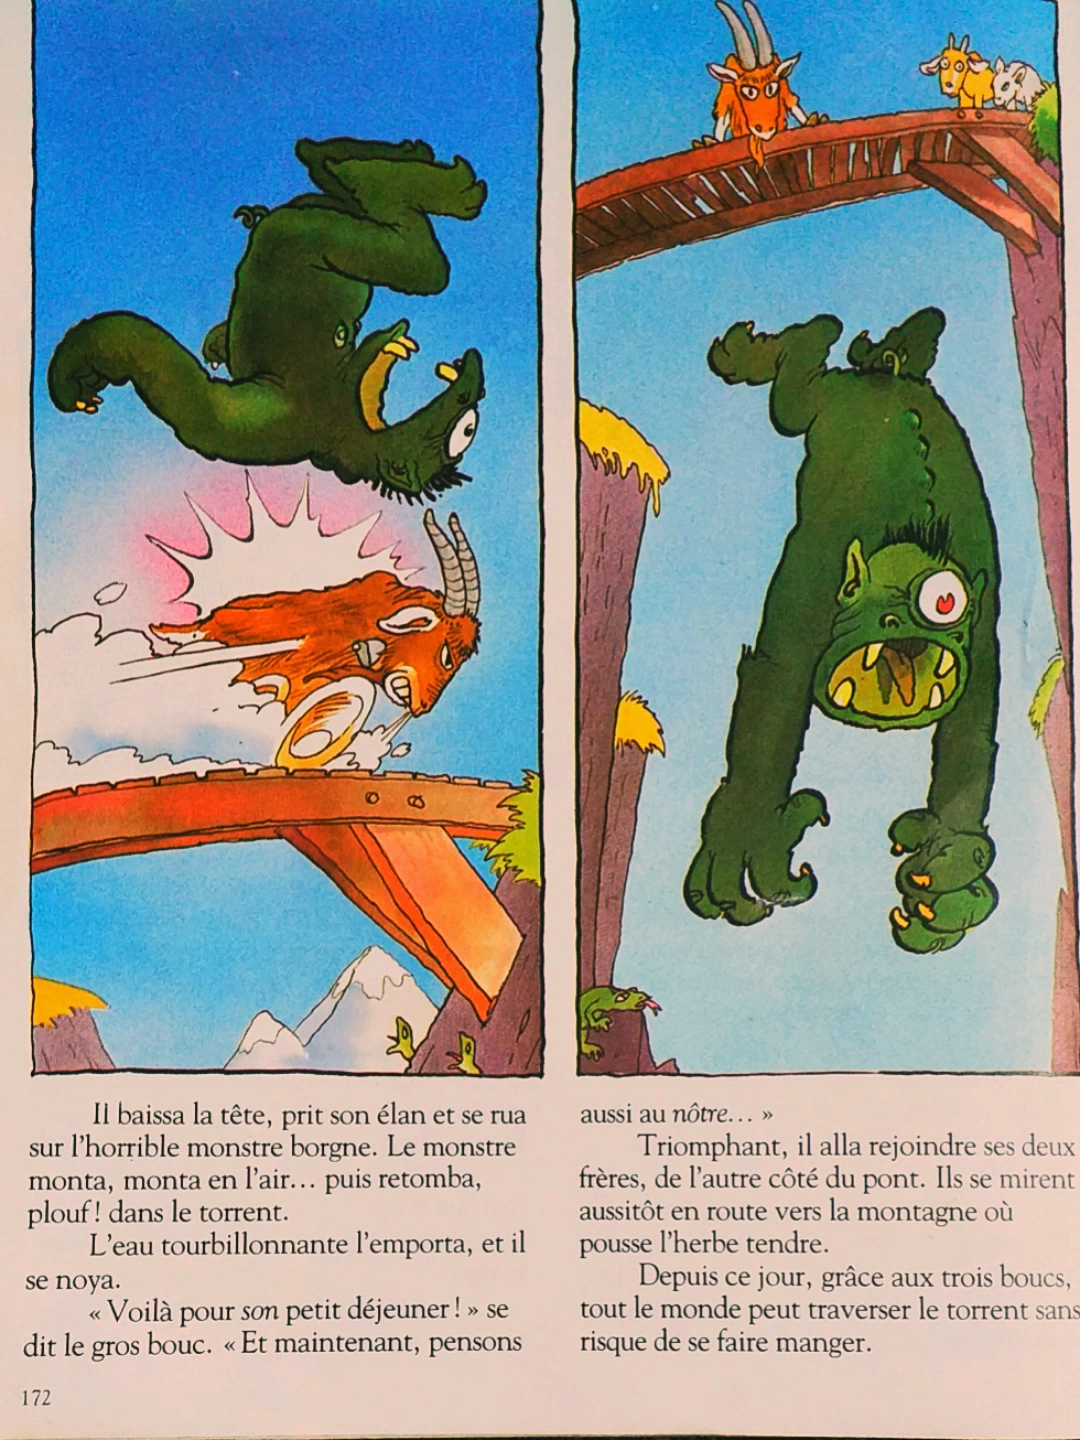 Il baissa la tête, prit son élan et se rua
sur l'horrible monstre borgne. Le monstre
monta, monta en l'air... puis retomba,
plouf! dans le torrent.
L'eau tourbillonnante l'emporta, et il
se noya.
« Voilà pour son petit déjeuner! » se
dit le gros bouc. « Et maintenant, pensons
aussi au nôtre... »
Triomphant, il alla rejoindre ses deux
frères, de l'autre côté du pont. Ils se mirent
aussitôt en route vers la montagne où
pousse l'herbe tendre.
Depuis ce jour, grâce aux trois boucs,
tout le monde peut traverser le torrent sans
risque de se faire manger.
172